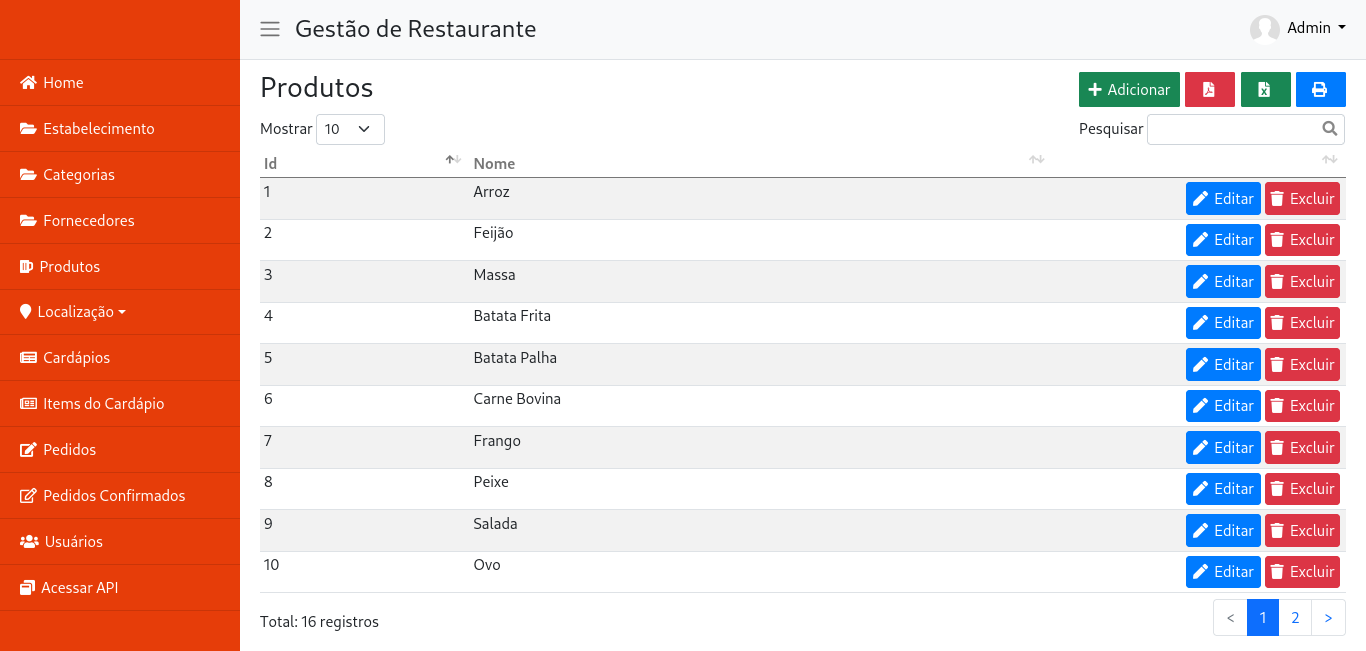 Gestão de Restaurante
Admin
Home
Estabelecimento
Categorias
Fornecedores
Produtos
Localização
Cardápios
Items do Cardápio
Pedidos
Pedidos Confirmados
Usuários
Acessar API
Produtos
Adicionar
Mostrar 10
Pesquisar
Id Nome
1 Arroz Editar Excluir
2 Feijão Editar Excluir
3 Massa Editar Excluir
4 Batata Frita Editar Excluir
5 Batata Palha Editar Excluir
6 Carne Bovina Editar Excluir
7 Frango Editar Excluir
8 Peixe Editar Excluir
9 Salada Editar Excluir
10 Ovo Editar Excluir
Total: 16 registros
< 1 2 >